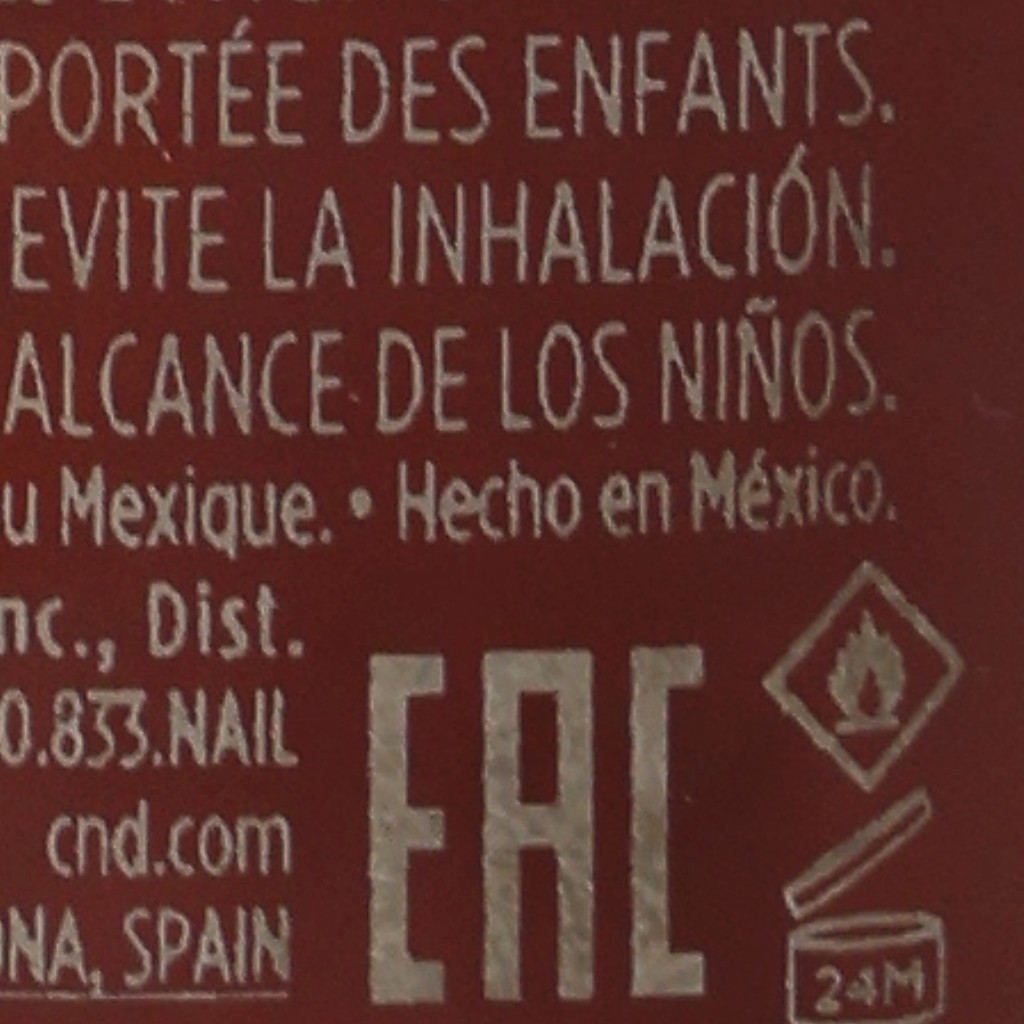 PORTÉE DES ENFANTS.
EVITE LA INHALACIÓN.
ALCANCE DE LOS NIÑOS.
u Mexique. • Hecho en México.
nc., Dist.
0.833.NAIL
cnd.com
ONA, SPAIN
EAC
24M